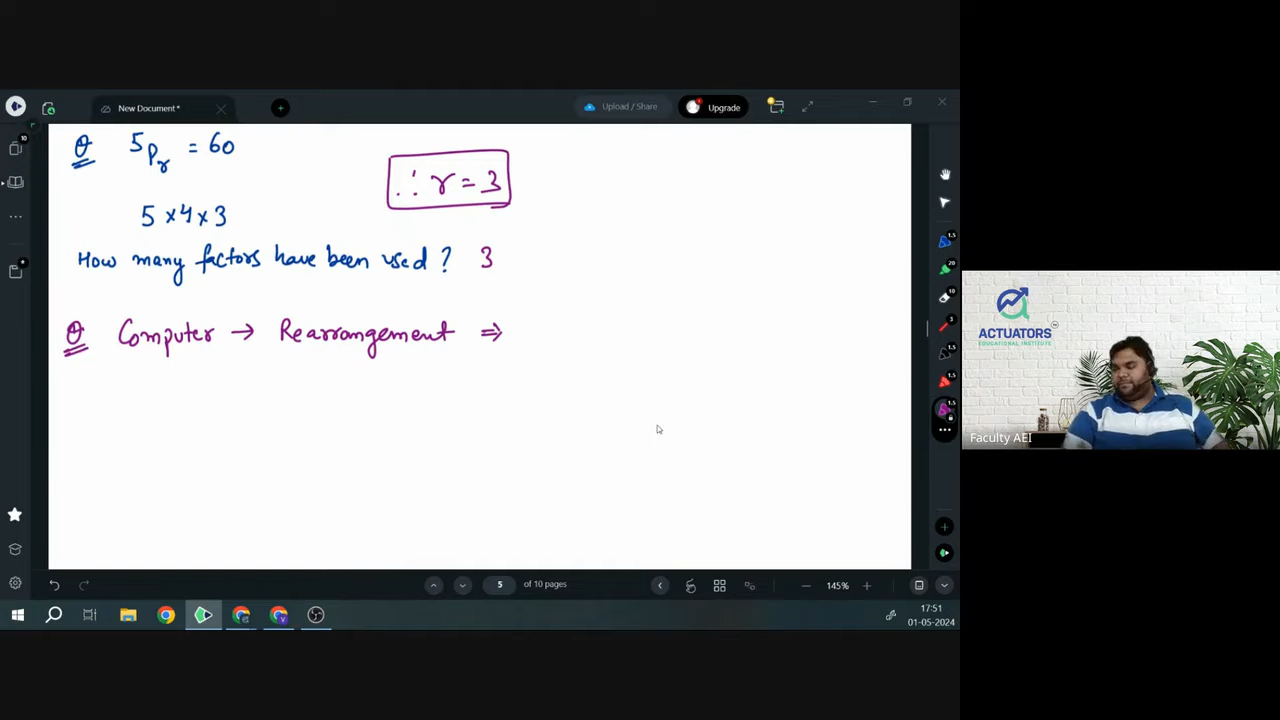 New Document*
Upload / Share
Upgrade
Q 5Pr = 60
∴ r = 3
5 × 4 × 3
How many factors have been used ? 3
Q Computer → Rearrangement ⇒
ACTUATORS
EDUCATIONAL INSTITUTE
Faculty AEI
5 of 10 pages
145%
17:51
01-05-2024